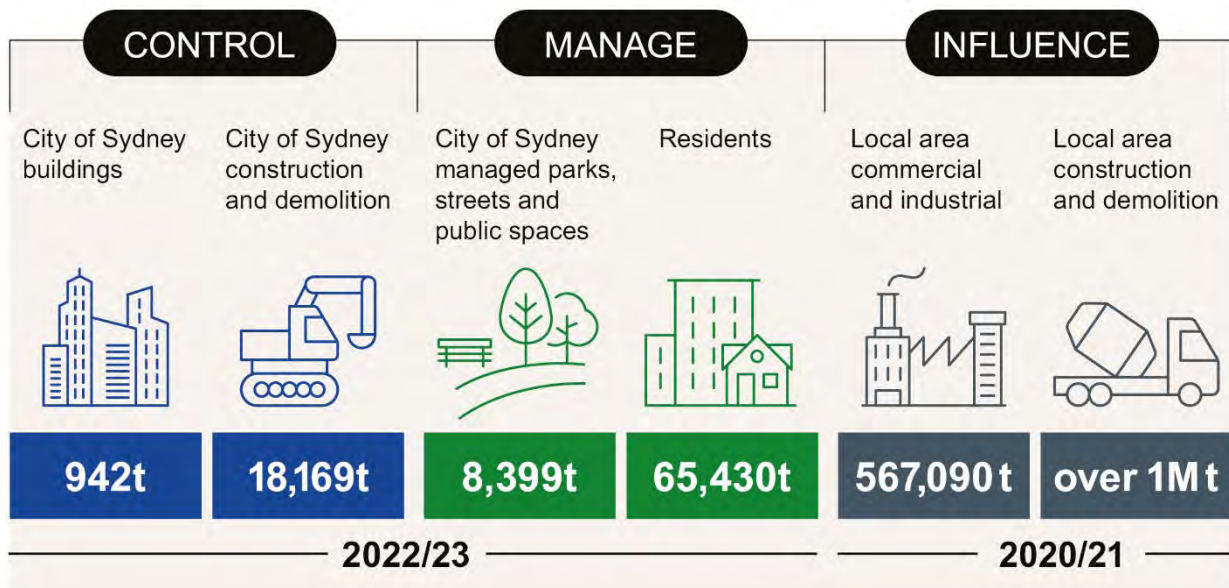 CONTROL
MANAGE
INFLUENCE
City of Sydney
buildings
City of Sydney
construction
and demolition
City of Sydney
managed parks,
streets and
public spaces
Residents
Local area
commercial
and industrial
Local area
construction
and demolition
942t
18,169t
8,399t
65,430t
567,090 t
over 1M t
2022/23
2020/21